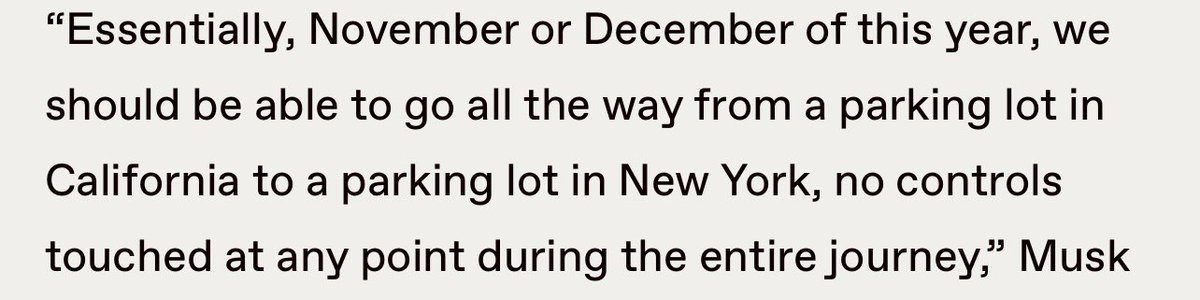 “Essentially, November or December of this year, we
should be able to go all the way from a parking lot in
California to a parking lot in New York, no controls
touched at any point during the entire journey,” Musk